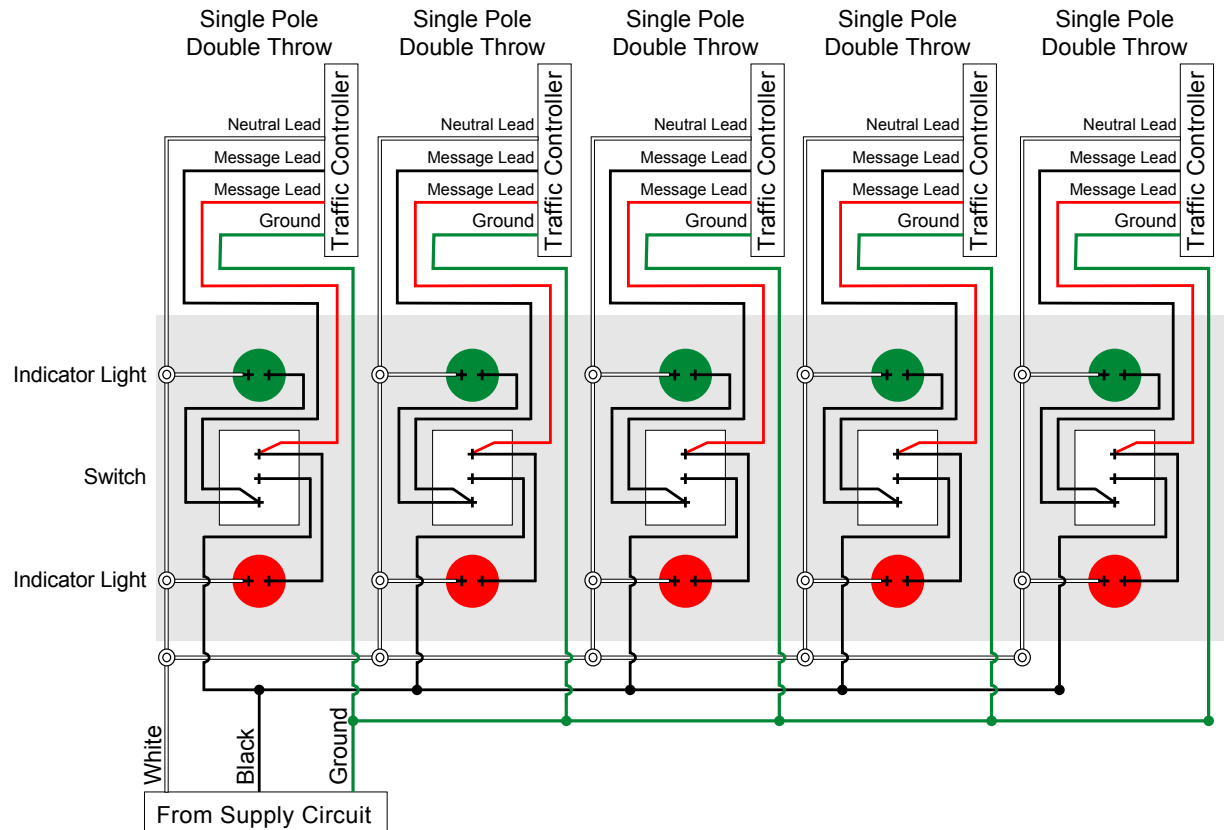 Single Pole
Double Throw
Single Pole
Double Throw
Single Pole
Double Throw
Single Pole
Double Throw
Single Pole
Double Throw
Neutral Lead
Message Lead
Message Lead
Ground
Traffic Controller
Neutral Lead
Message Lead
Message Lead
Ground
Traffic Controller
Neutral Lead
Message Lead
Message Lead
Ground
Traffic Controller
Neutral Lead
Message Lead
Message Lead
Ground
Traffic Controller
Neutral Lead
Message Lead
Message Lead
Ground
Traffic Controller
Indicator Light
Switch
Indicator Light
White
Black
Ground
From Supply Circuit